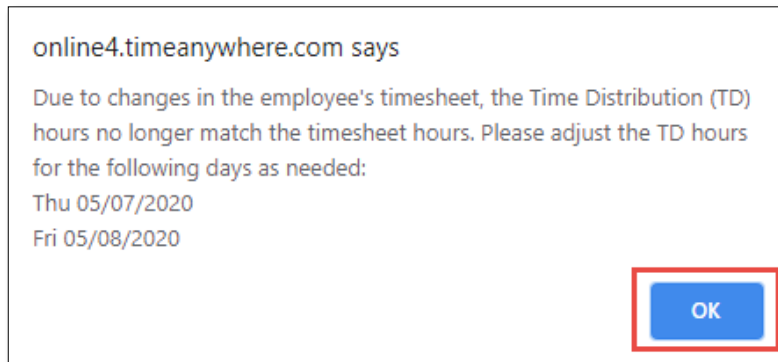 online4.timeanywhere.com says
Due to changes in the employee's timesheet, the Time Distribution (TD)
hours no longer match the timesheet hours. Please adjust the TD hours
for the following days as needed:
Thu 05/07/2020
Fri 05/08/2020
OK